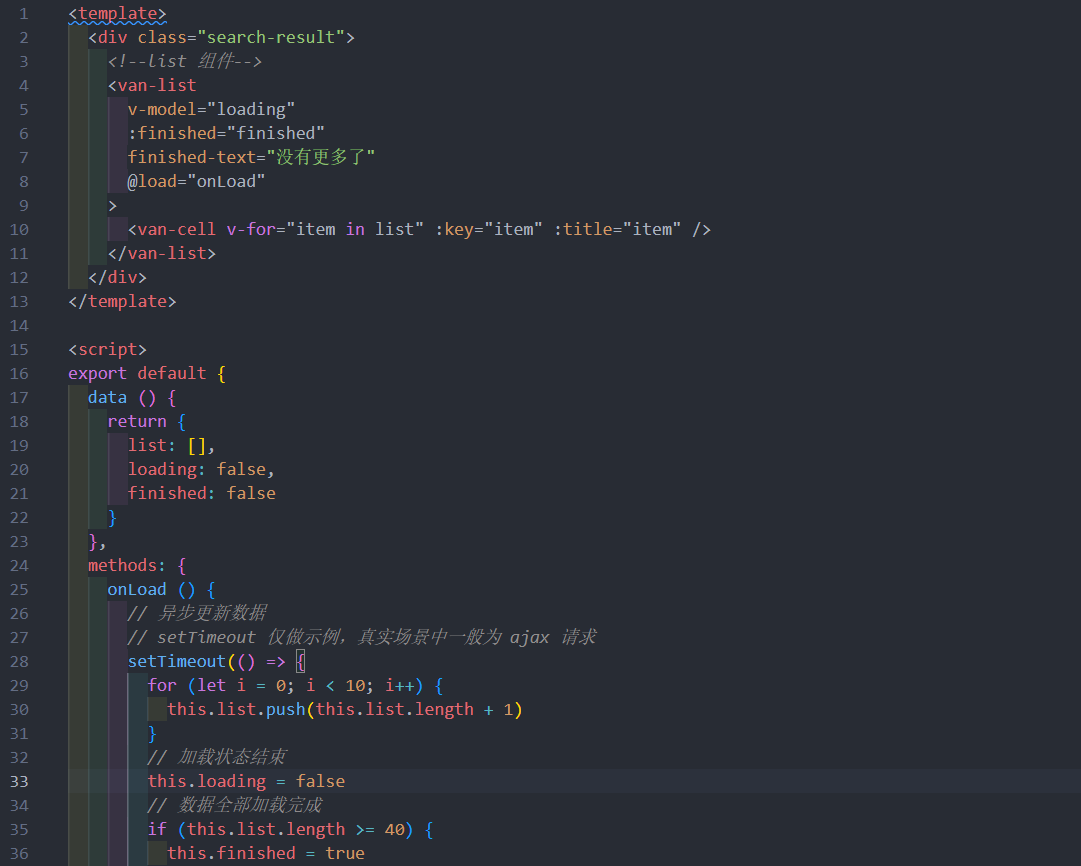 1 <template>
2   <div class="search-result">
3     <!--list 组件-->
4     <van-list
5       v-model="loading"
6       :finished="finished"
7       finished-text="没有更多了"
8       @load="onLoad"
9     >
10       <van-cell v-for="item in list" :key="item" :title="item" />
11     </van-list>
12   </div>
13 </template>
14
15 <script>
16 export default {
17   data () {
18     return {
19       list: [],
20       loading: false,
21       finished: false
22     }
23   },
24   methods: {
25     onLoad () {
26       // 异步更新数据
27       // setTimeout 仅做示例，真实场景中一般为 ajax 请求
28       setTimeout(() => {
29         for (let i = 0; i < 10; i++) {
30           this.list.push(this.list.length + 1)
31         }
32         // 加载状态结束
33         this.loading = false
34         // 数据全部加载完成
35         if (this.list.length >= 40) {
36           this.finished = true